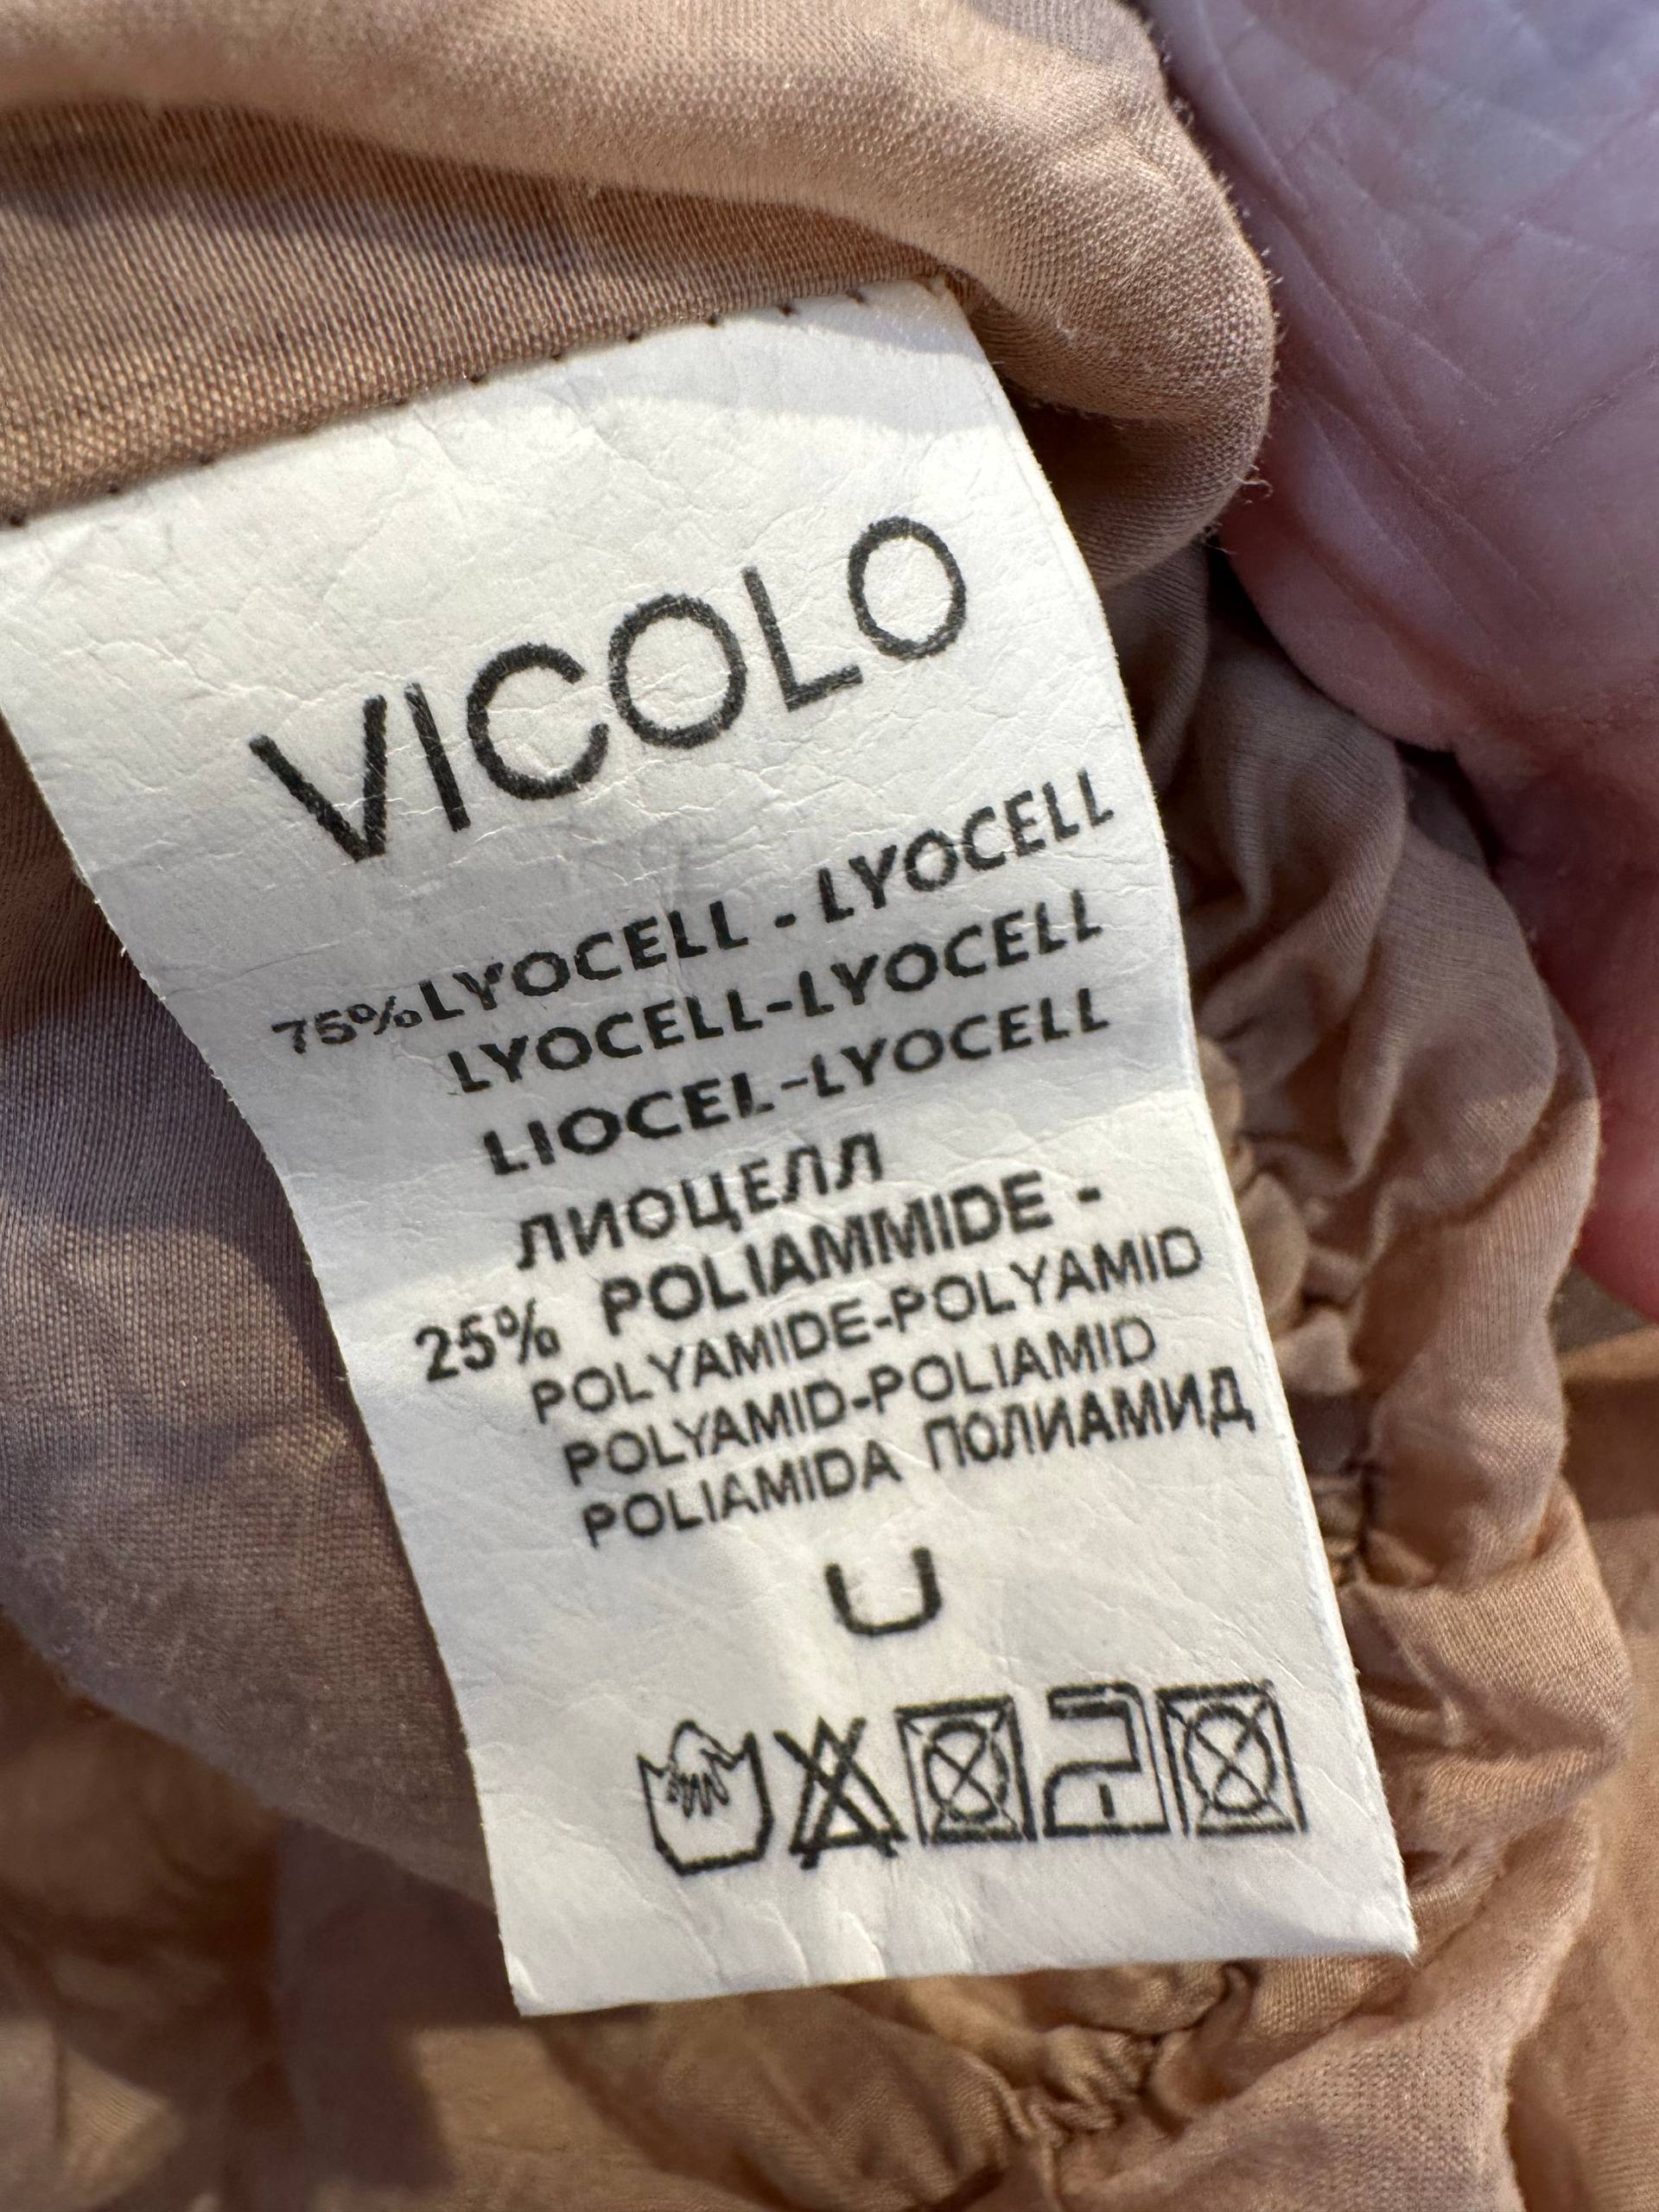 VICOLO
75%LYOCELL - LYOCELL
LYOCELL-LYOCELL
LIOCEL-LYOCELL
ЛИОЦЕЛЛ
25% POLIAMMIDE -
POLYAMIDE-POLYAMID
POLYAMID-POLIAMID
POLIAMIDA ПОЛИАМИД
U